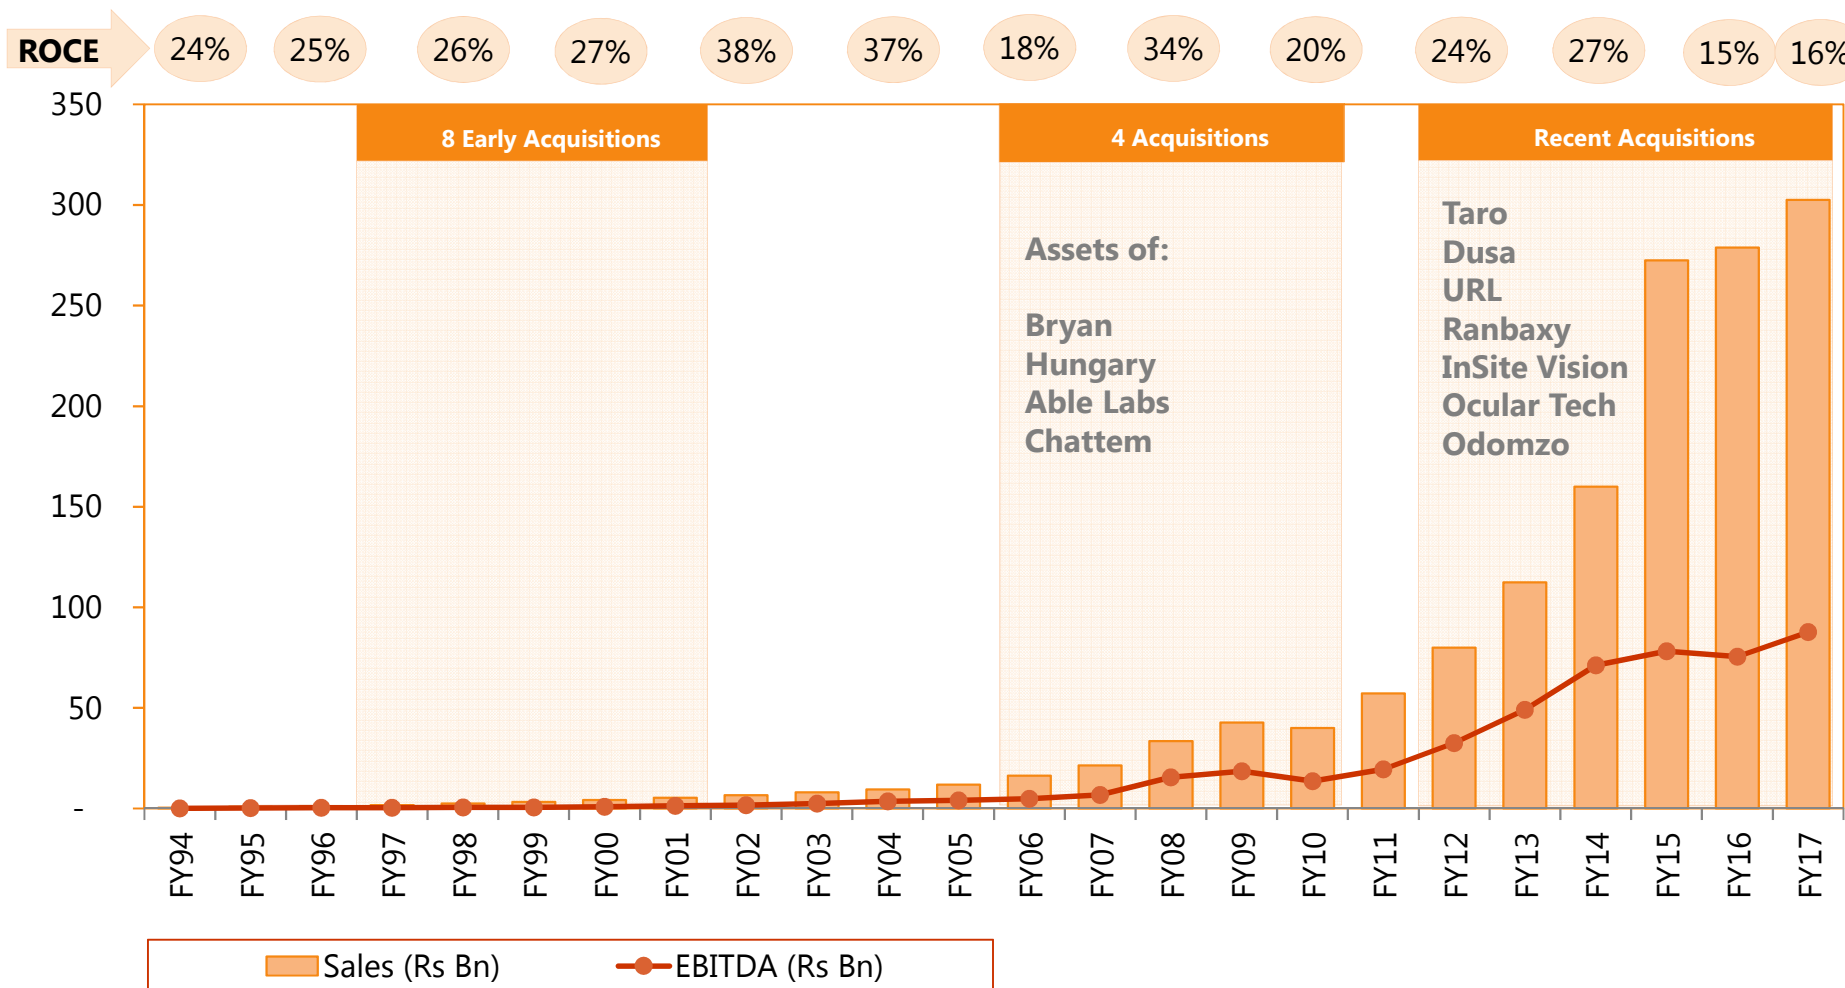 ROCE
24% 25% 26% 27% 38% 37% 18% 34% 20% 24% 27% 15% 16%
350
300
250
200
150
100
50
-
8 Early Acquisitions
4 Acquisitions
Recent Acquisitions
Assets of:
Bryan
Hungary
Able Labs
Chattem
Taro
Dusa
URL
Ranbaxy
InSite Vision
Ocular Tech
Odomzo
FY94 FY95 FY96 FY97 FY98 FY99 FY00 FY01 FY02 FY03 FY04 FY05 FY06 FY07 FY08 FY09 FY10 FY11 FY12 FY13 FY14 FY15 FY16 FY17
Sales (Rs Bn) EBITDA (Rs Bn)